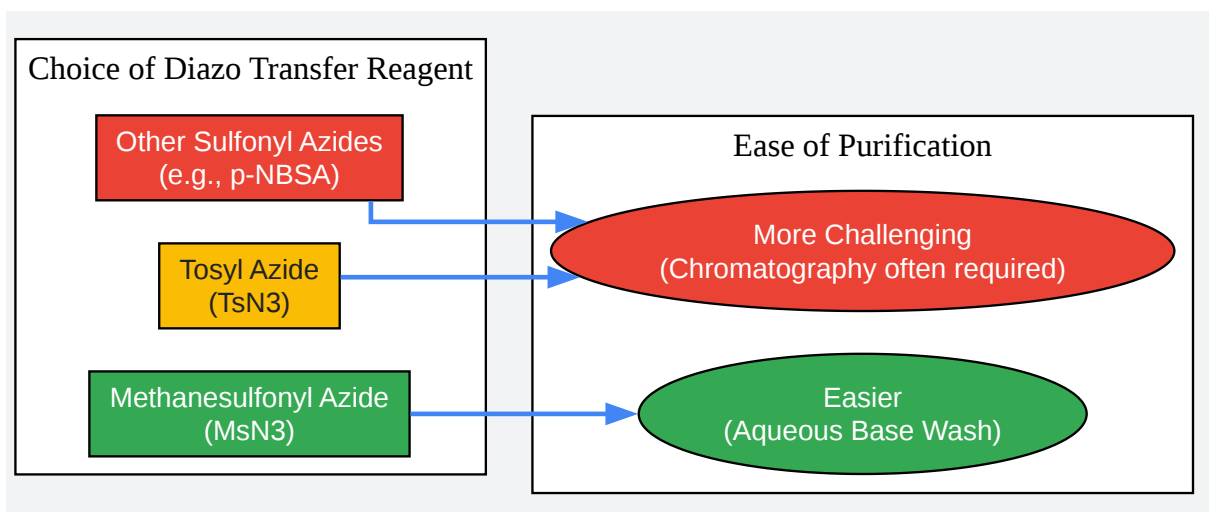 Choice of Diazo Transfer Reagent
Other Sulfonyl Azides
(e.g., p-NBSA)
Tosyl Azide
(TsN3)
Methanesulfonyl Azide
(MsN3)
Ease of Purification
More Challenging
(Chromatography often required)
Easier
(Aqueous Base Wash)